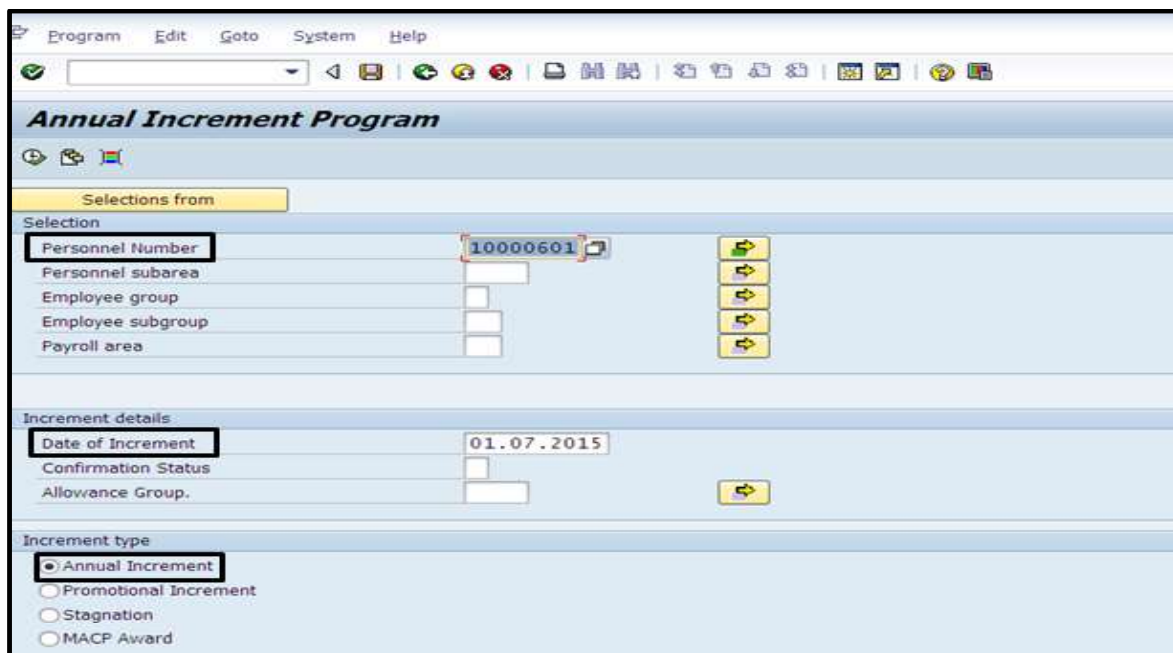 Program Edit Goto System Help
Annual Increment Program
Selections from
Selection
Personnel Number 10000601
Personnel subarea
Employee group
Employee subgroup
Payroll area
Increment details
Date of Increment 01.07.2015
Confirmation Status
Allowance Group.
Increment type
Annual Increment
Promotional Increment
Stagnation
MACP Award